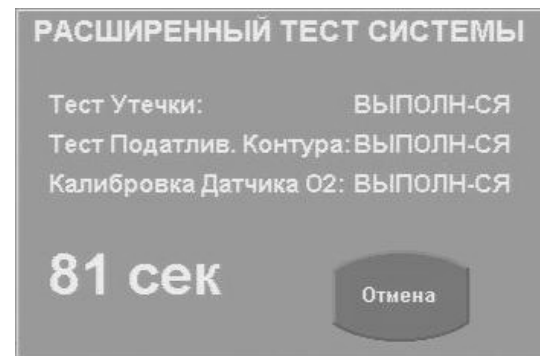 РАСШИРЕННЫЙ ТЕСТ СИСТЕМЫ
Тест Утечки: ВЫПОЛН-СЯ
Тест Податлив. Контура: ВЫПОЛН-СЯ
Калибровка Датчика О2: ВЫПОЛН-СЯ
81 сек
Отмена